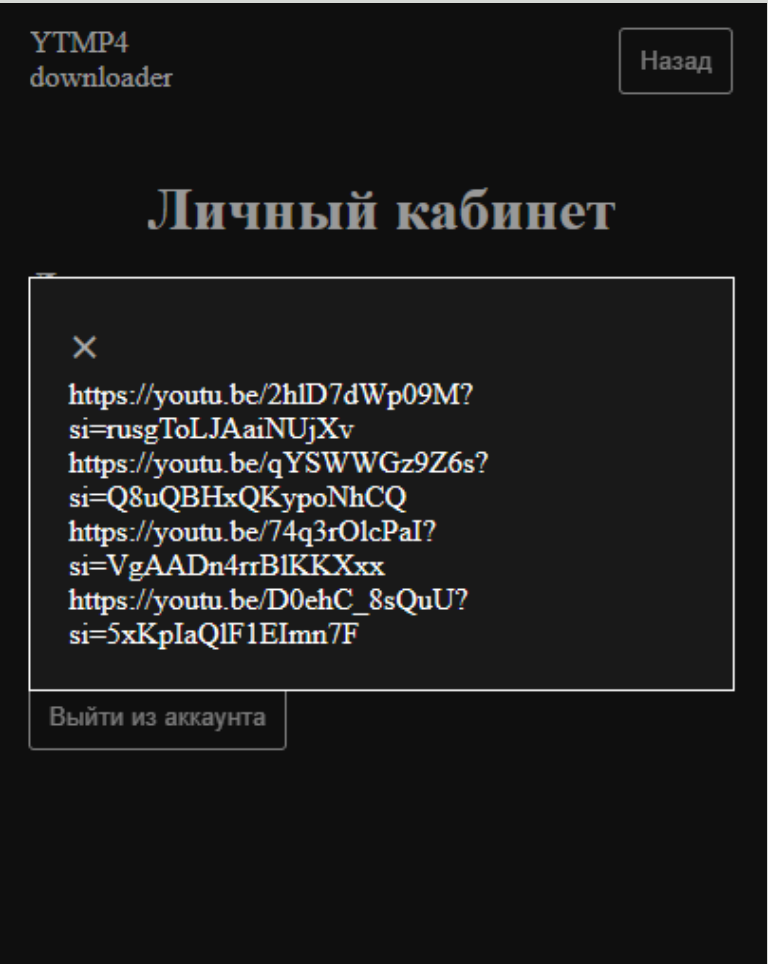 YTMP4
downloader
Назад
Личный кабинет
×
https://youtu.be/2hlD7dWp09M?
si=rusgToLJAaiNUjXv
https://youtu.be/qYSWWGz9Z6s?
si=Q8uQBHxQKypoNhCQ
https://youtu.be/74q3rOlcPaI?
si=VgAADn4rrBlKKXxx
https://youtu.be/D0ehC_8sQuU?
si=5xKpIaQlF1EImn7F
Выйти из аккаунта